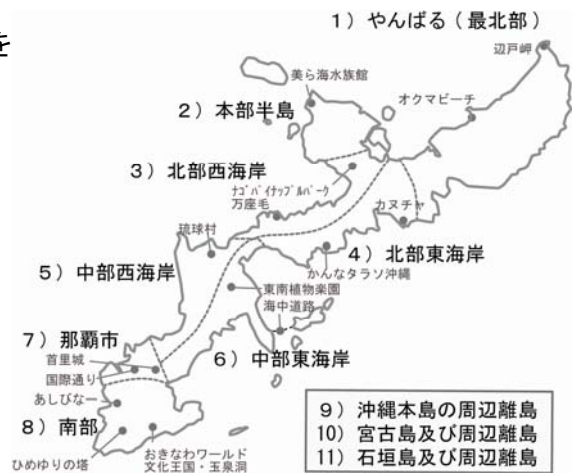 を
1）やんばる（最北部）
辺戸岬
美ら海水族館
オクマビーチ
2）本部半島
3）北部西海岸
ﾅｺﾞﾊﾟｲﾅｯﾌﾟﾙﾊﾟｰｸ
万座毛
カヌチャ
琉球村
4）北部東海岸
かんなタラソ沖縄
5）中部西海岸
東南植物楽園
海中道路
7）那覇市
6）中部東海岸
首里城
国際通り
あしびなー
8）南部
ひめゆりの塔
おきなわワールド
文化王国・玉泉洞
9）沖縄本島の周辺離島
10）宮古島及び周辺離島
11）石垣島及び周辺離島